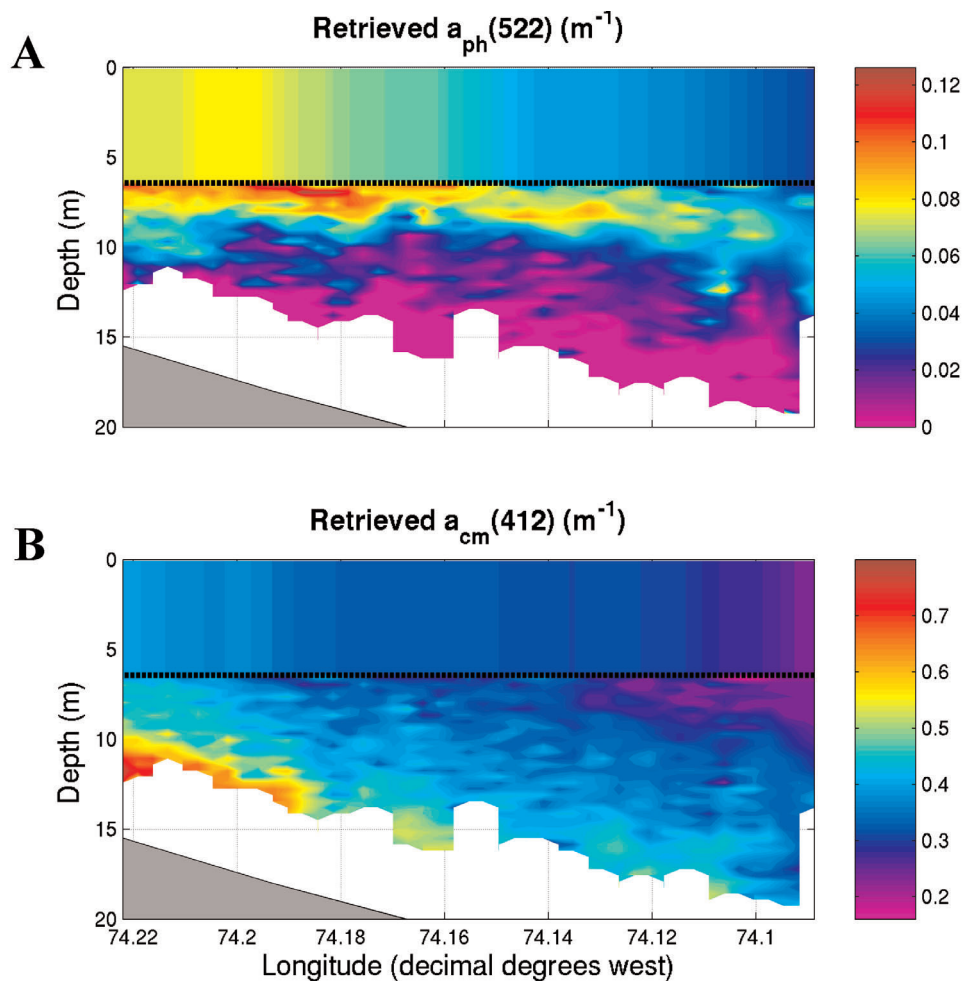 A
Retrieved a_ph(522) (m^-1)
0
5
10
15
20
Depth (m)
0.12
0.1
0.08
0.06
0.04
0.02
0
B
Retrieved a_cm(412) (m^-1)
0
5
10
15
20
Depth (m)
74.22 74.2 74.18 74.16 74.14 74.12 74.1
Longitude (decimal degrees west)
0.7
0.6
0.5
0.4
0.3
0.2